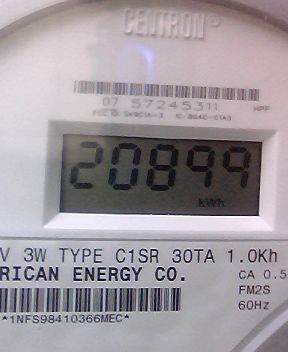 CENTRON®
07 57245311 HPF
20899
kWh
V 3W TYPE C1SR 30TA 1.0Kh
RICAN ENERGY CO.
CA 0.5
FM2S
60Hz
*1NFS98410366MEC*